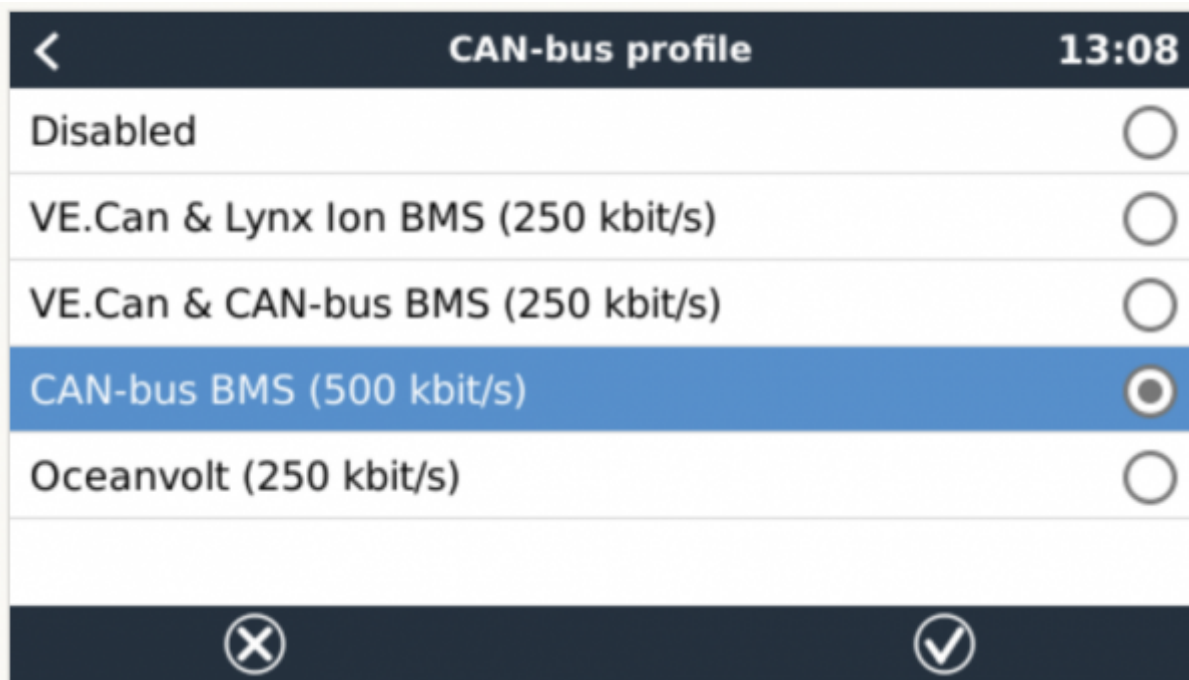 CAN-bus profile 13:08
Disabled
VE.Can & Lynx Ion BMS (250 kbit/s)
VE.Can & CAN-bus BMS (250 kbit/s)
CAN-bus BMS (500 kbit/s)
Oceanvolt (250 kbit/s)